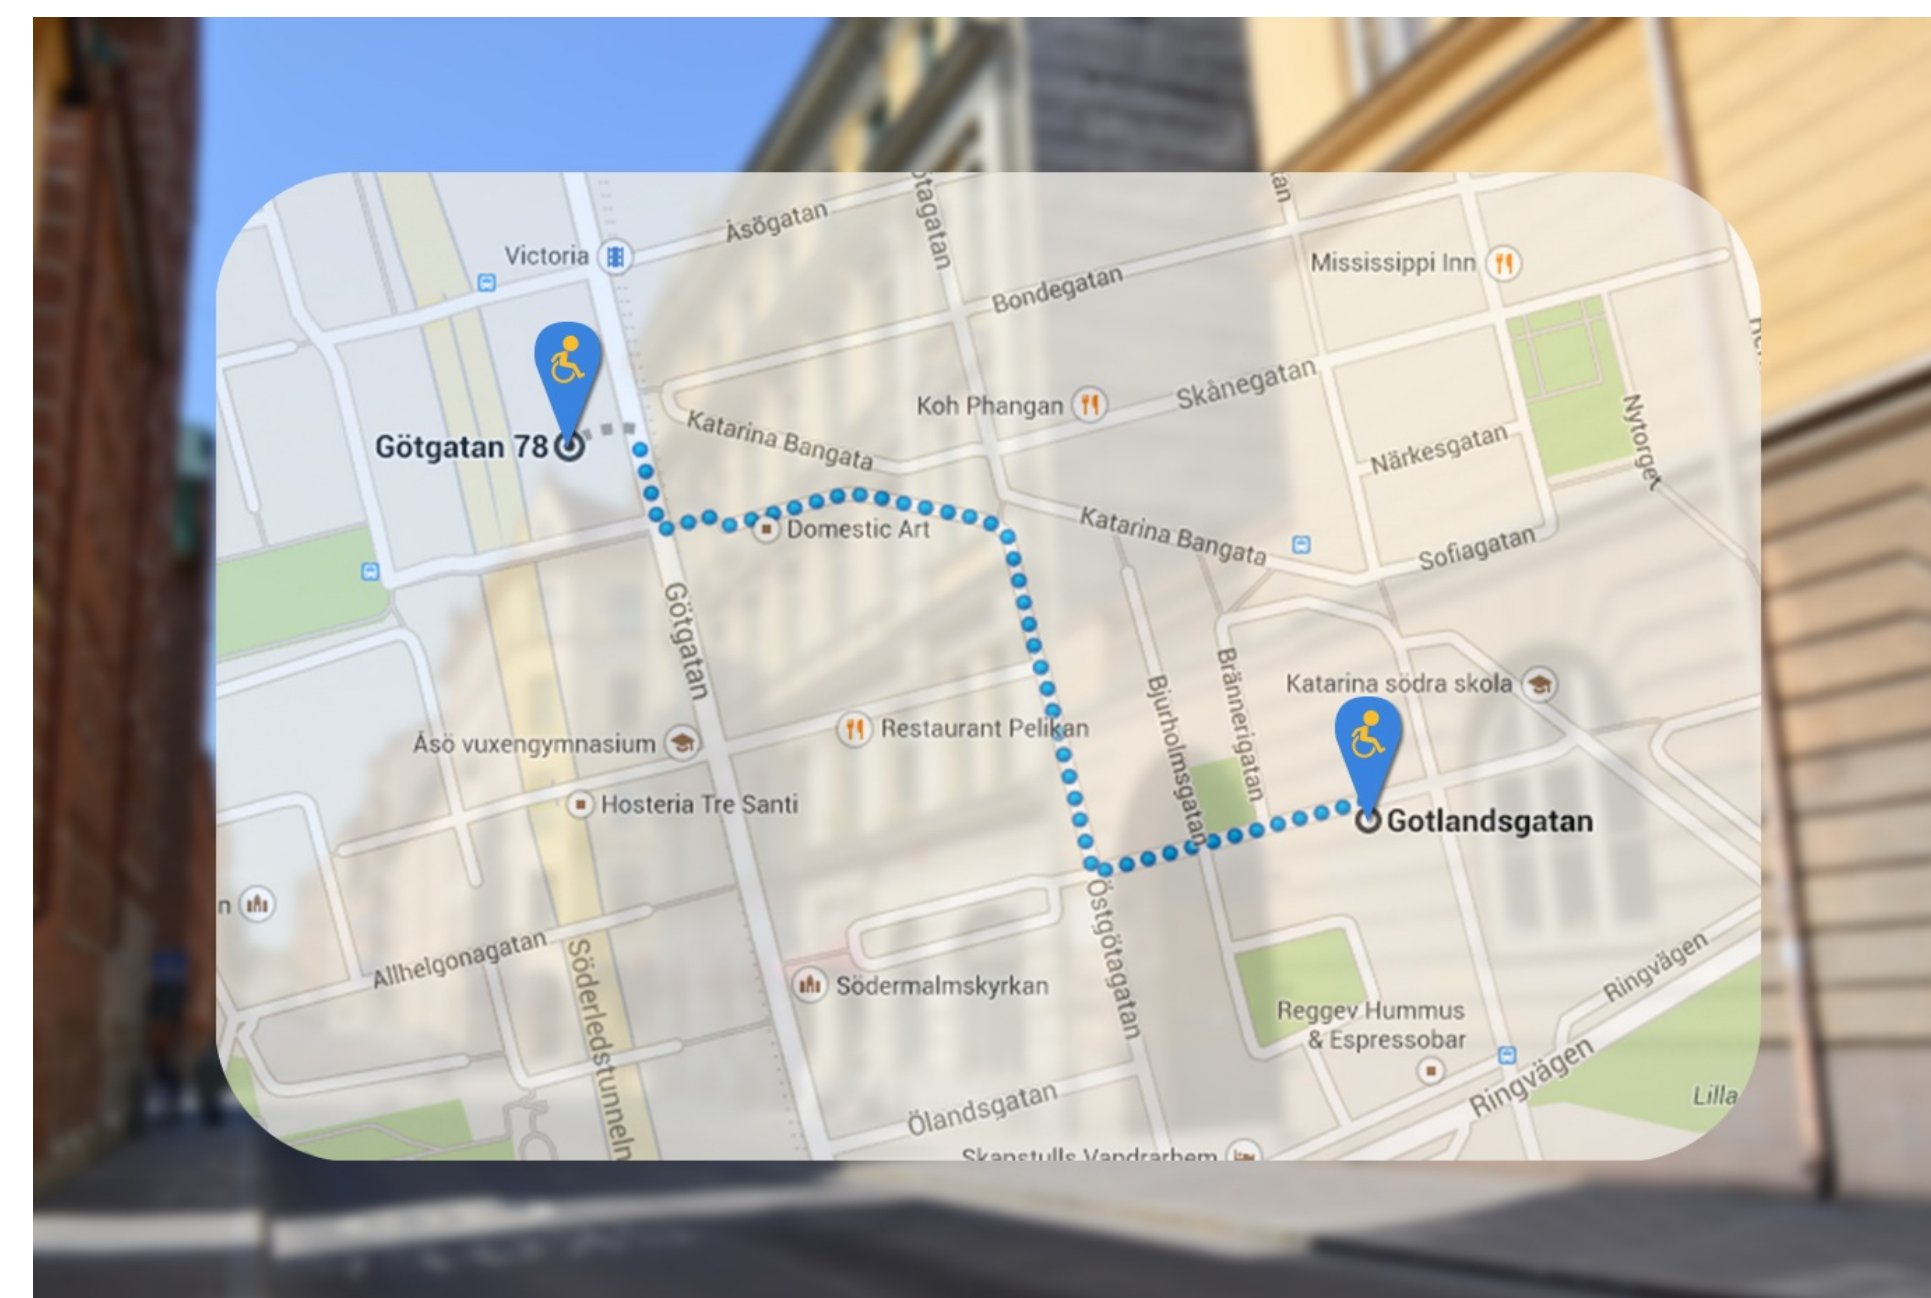 Åsögatan
Victoria
Bondegatan
Mississippi Inn
Skånegatan
Koh Phangan
Katarina Bangata
Götgatan 78
Närkesgatan
Nytorget
Domestic Art
Katarina Bangata
Sofiagatan
Götgatan
Bjurholmsgatan
Brännerigatan
Katarina södra skola
Åsö vuxengymnasium
Restaurant Pelikan
Hosteria Tre Santi
Gotlandsgatan
Allhelgonagatan
Söderledstunneln
Södermalmskyrkan
Östgötagatan
Ringvägen
Reggev Hummus
& Espressobar
Ringvägen
Ölandsgatan
Lilla
Skanstulls Vandrarhem